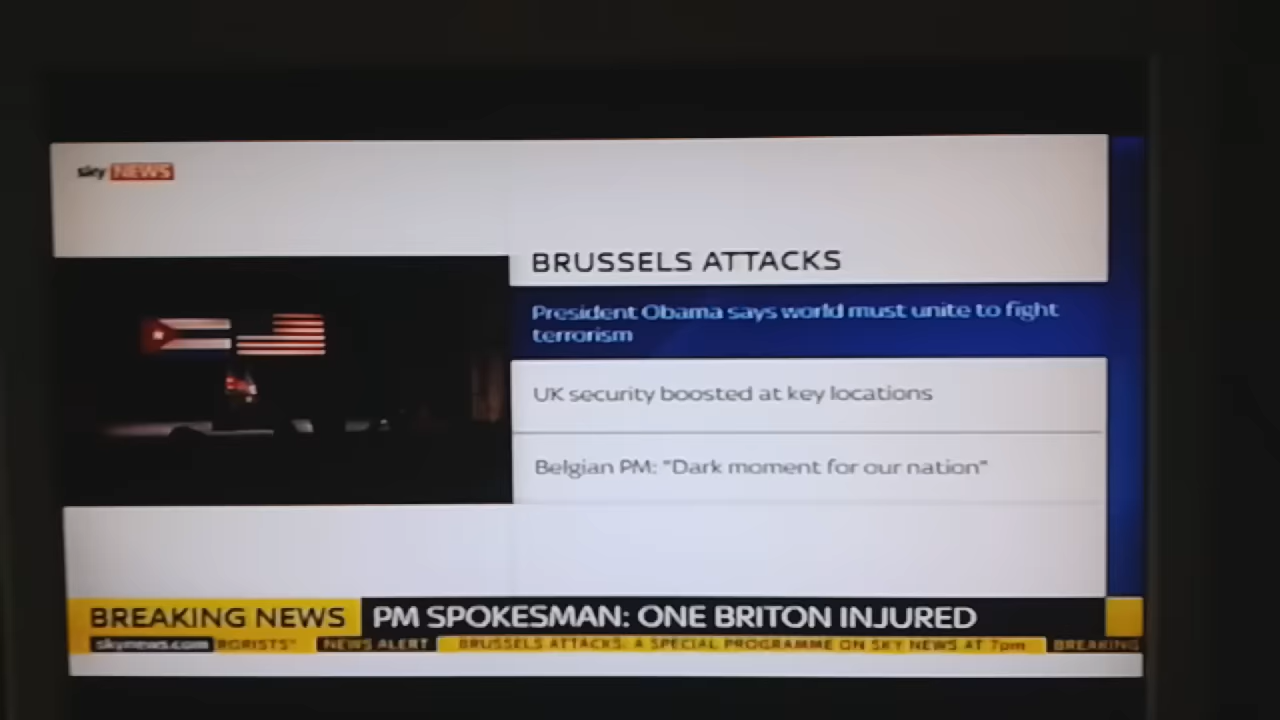 sky NEWS
BRUSSELS ATTACKS
President Obama says world must unite to fight
terrorism
UK security boosted at key locations
Belgian PM: "Dark moment for our nation"
BREAKING NEWS PM SPOKESMAN: ONE BRITON INJURED
skynews.com RORISTS" NEWS ALERT BRUSSELS ATTACKS: A SPECIAL PROGRAMME ON SKY NEWS AT 7pm BREAKING